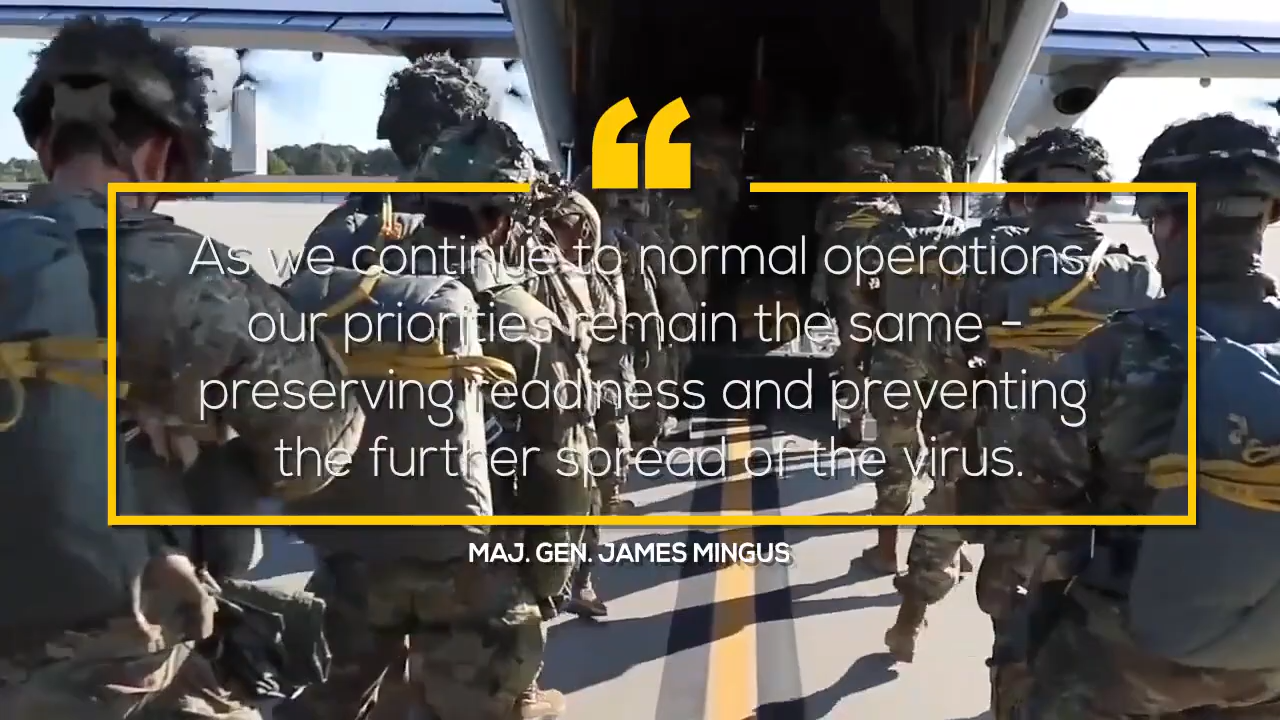 “
As we continue to normal operations,
our priorities remain the same –
preserving readiness and preventing
the further spread of the virus.
MAJ. GEN. JAMES MINGUS